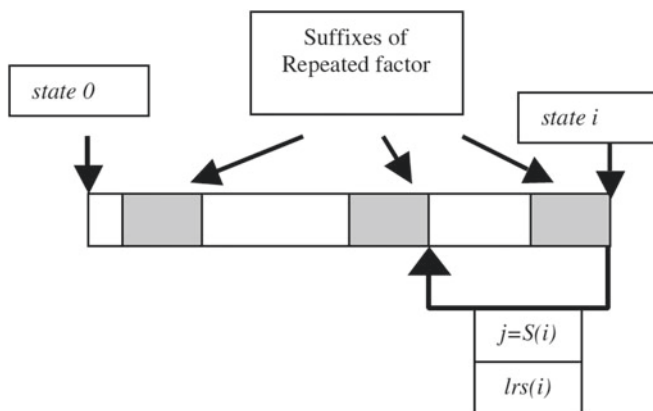 Suffixes of
Repeated factor
state 0
state i
j=S(i)
lrs(i)